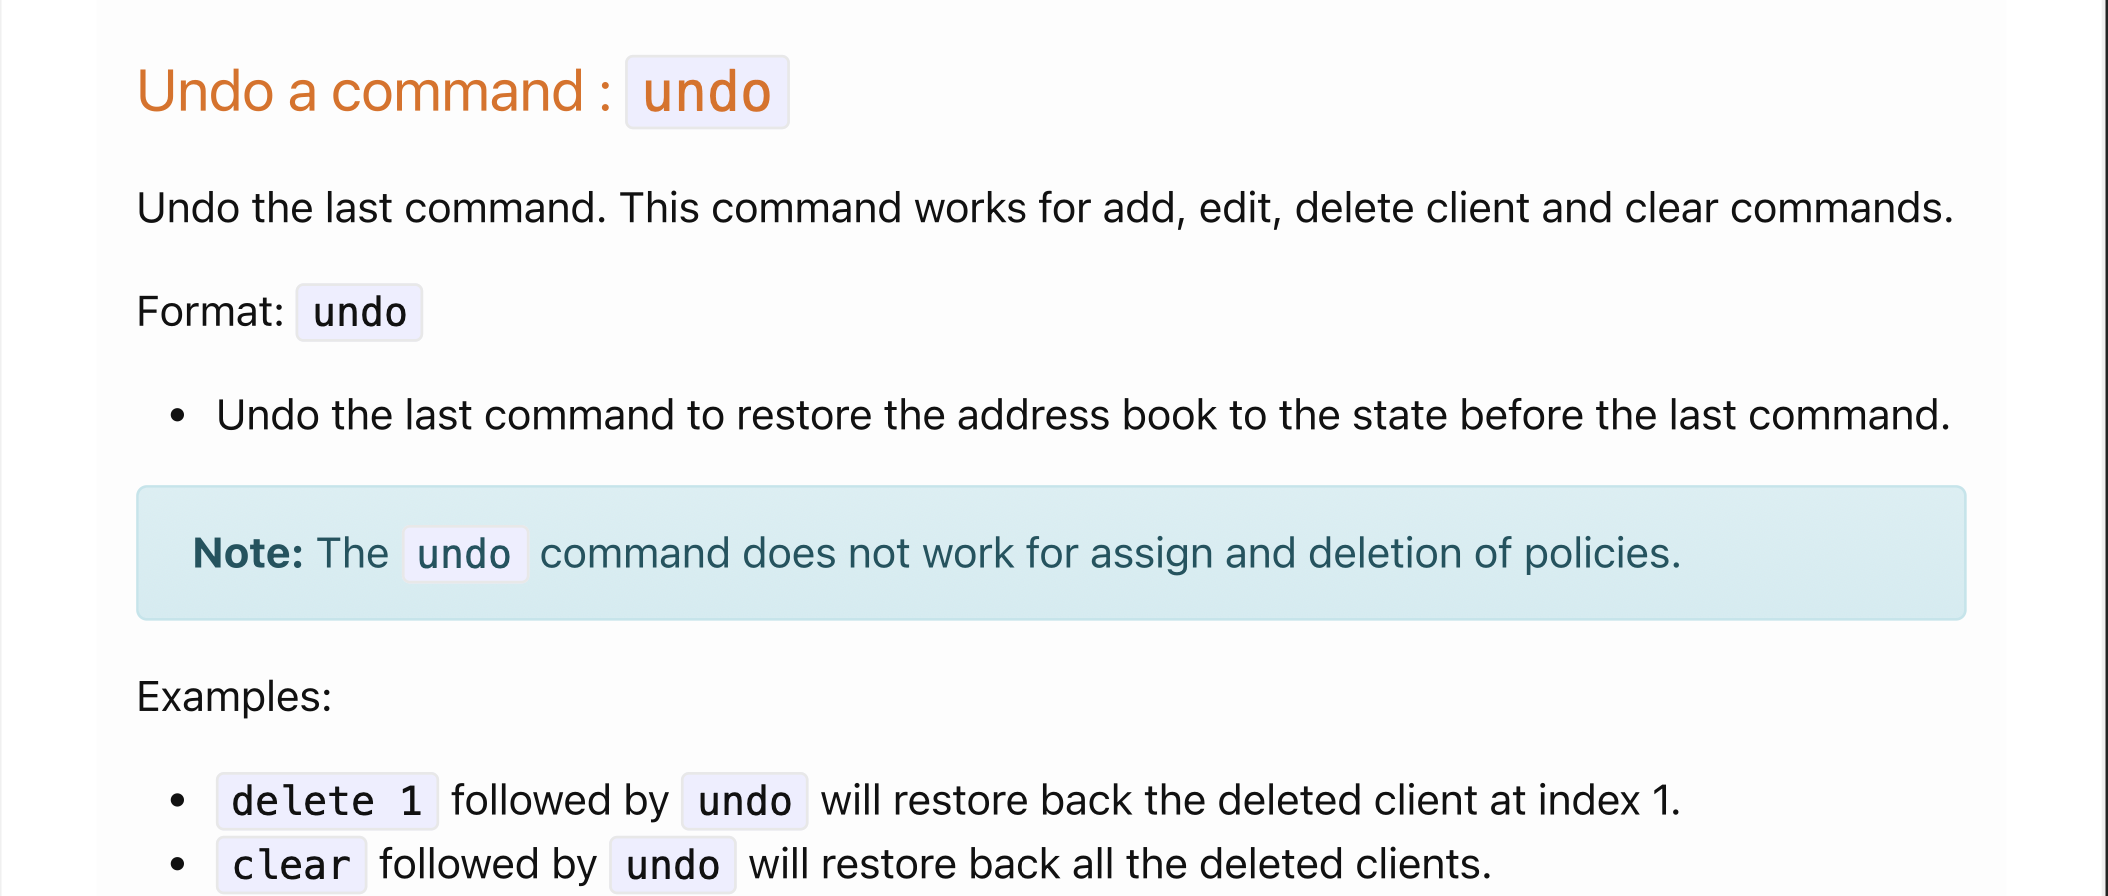 Undo a command : undo
Undo the last command. This command works for add, edit, delete client and clear commands.
Format: undo
• Undo the last command to restore the address book to the state before the last command.
Note: The undo command does not work for assign and deletion of policies.
Examples:
• delete 1 followed by undo will restore back the deleted client at index 1.
• clear followed by undo will restore back all the deleted clients.